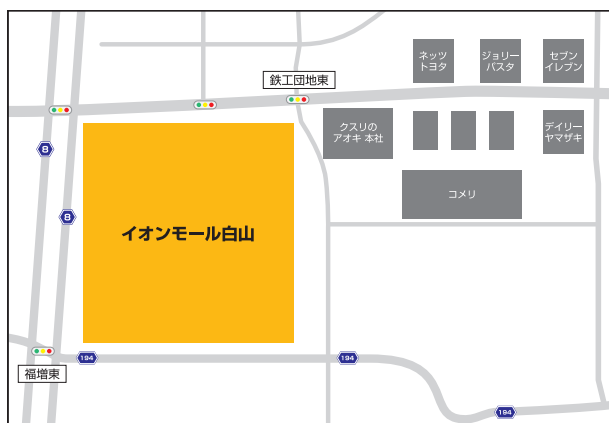 ネッツ
トヨタ
ジョリー
パスタ
セブン
イレブン
鉄工団地東
クスリの
アオキ 本社
デイリー
ヤマザキ
8
コメリ
8
イオンモール白山
福増東
194
194
194